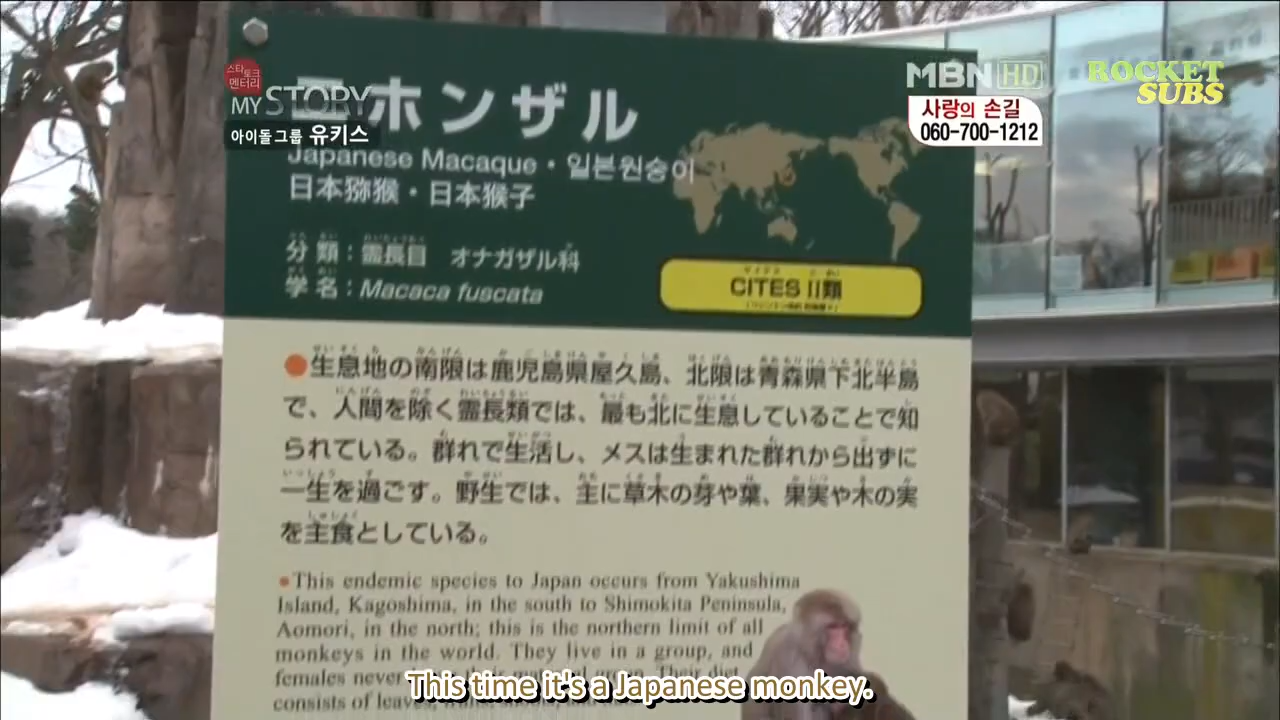 スタ
스타
토크
멘터리
MY STORY
아이돌그룹 유키스
MBN HD
사랑의 손길
060-700-1212
ROCKET
SUBS
ホンザル
Japanese Macaque・일본원숭이
日本猕猴・日本猴子
分類：霊長目 オナガザル科
学名：Macaca fuscata
CITES II類
●生息地の南限は鹿児島県屋久島、北限は青森県下北半島
で、人間を除く霊長類では、最も北に生息していることで知
られている。群れで生活し、メスは生まれた群れから出ずに
一生を過ごす。野生では、主に草木の芽や葉、果実や木の実
を主食としている。
●This endemic species to Japan occurs from Yakushima
Island, Kagoshima, in the south to Shimokita Peninsula,
Aomori, in the north; this is the northern limit of all
monkeys in the world. They live in a group, and
females never
consists of leaves,
This time it's a Japanese monkey.